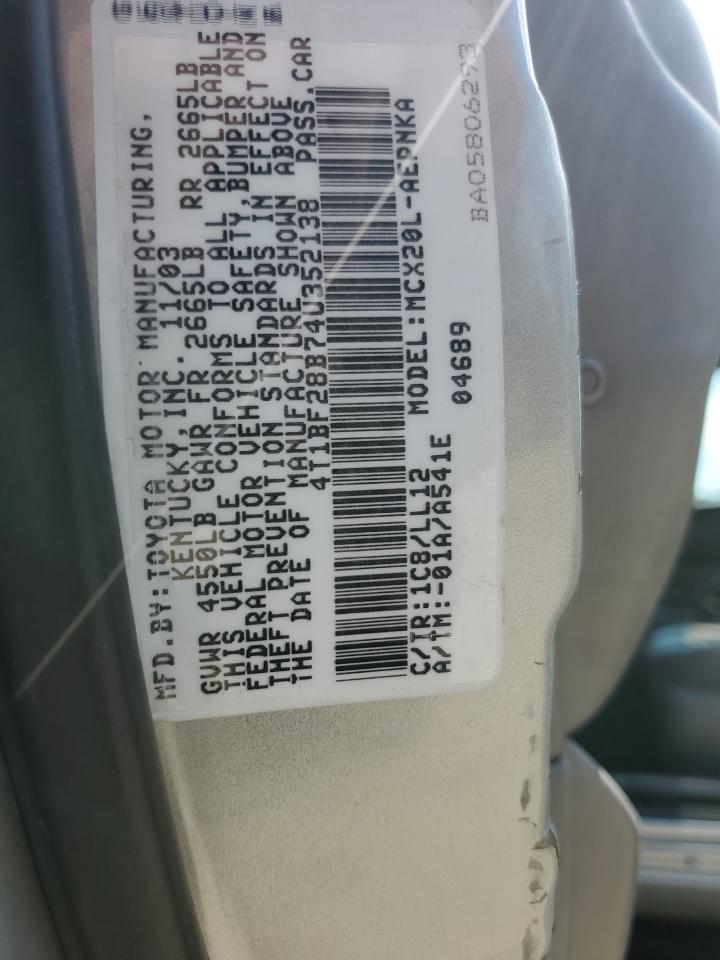 MFD.BY:TOYOTA MOTOR MANUFACTURING,
KENTUCKY,INC. 11/03
GVWR 4550LB GAWR FR 2665LB RR 2665LB
THIS VEHICLE CONFORMS TO ALL APPLICABLE
FEDERAL MOTOR VEHICLE SAFETY,BUMPER AND
THEFT PREVENTION STANDARDS IN EFFECT ON
THE DATE OF MANUFACTURE SHOWN ABOVE
4T1BF28B74U352138 PASS.CAR
C/TR:1C8/LL12 MODEL:MCX20L-AEPNKA
A/TM:-01A/A541E 04689
BA05806293